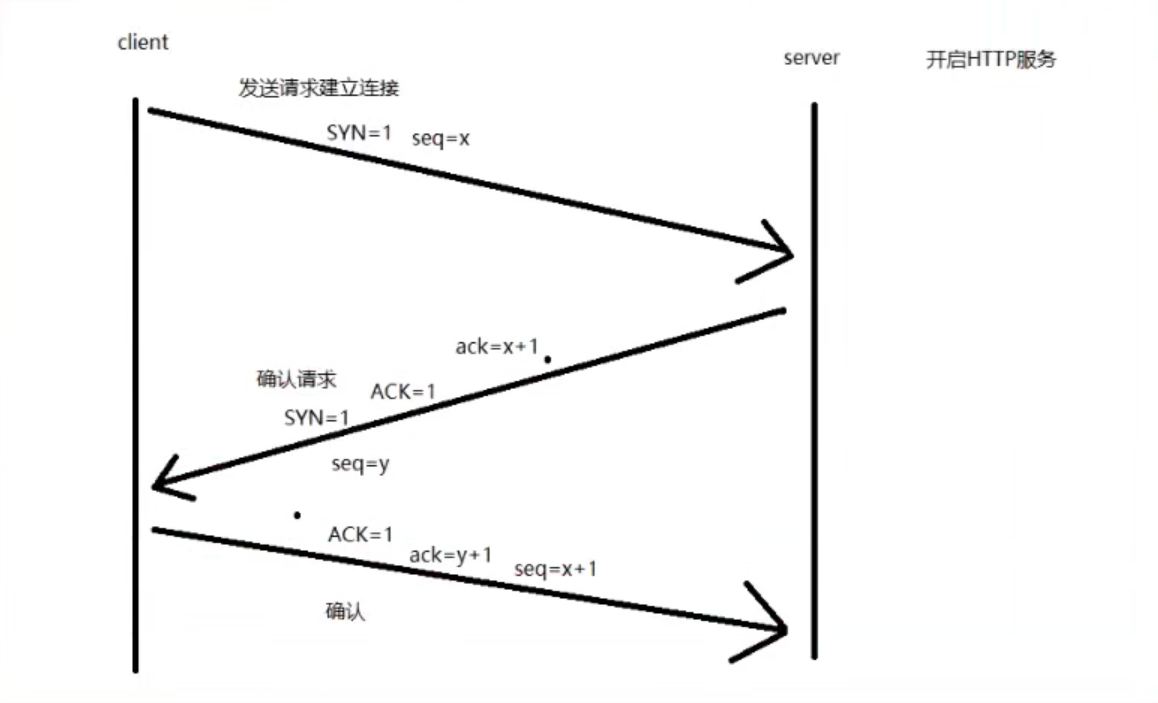 client
server
开启HTTP服务
发送请求建立连接
SYN=1 seq=x
ack=x+1
确认请求
ACK=1
SYN=1
seq=y
ACK=1
ack=y+1
seq=x+1
确认